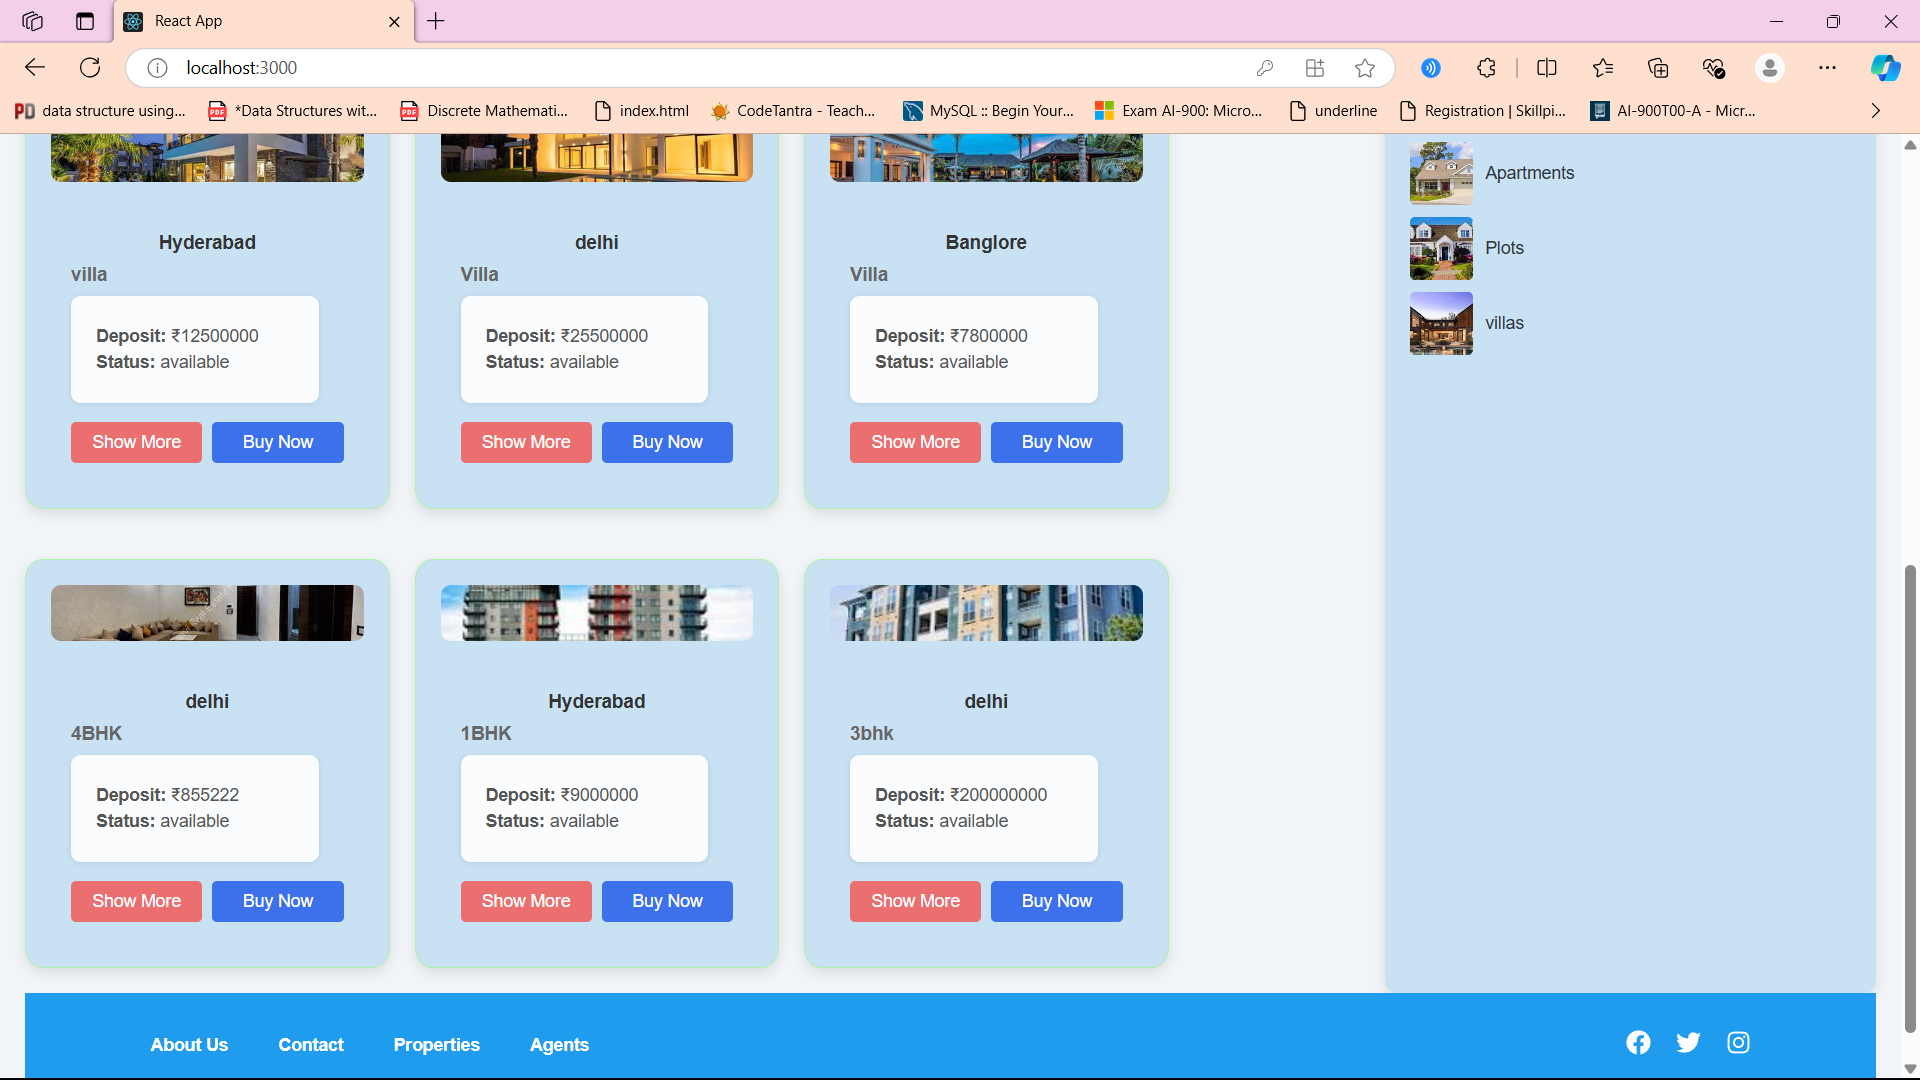 React App
localhost:3000
data structure using...
*Data Structures wit...
Discrete Mathemati...
index.html
CodeTantra - Teach...
MySQL :: Begin Your...
Exam AI-900: Micro...
underline
Registration | Skillpi...
AI-900T00-A - Micr...
Hyderabad
villa
Deposit: ₹12500000
Status: available
Show More
Buy Now
delhi
Villa
Deposit: ₹25500000
Status: available
Show More
Buy Now
Banglore
Villa
Deposit: ₹7800000
Status: available
Show More
Buy Now
Apartments
Plots
villas
delhi
4BHK
Deposit: ₹855222
Status: available
Show More
Buy Now
Hyderabad
1BHK
Deposit: ₹9000000
Status: available
Show More
Buy Now
delhi
3bhk
Deposit: ₹200000000
Status: available
Show More
Buy Now
About Us
Contact
Properties
Agents